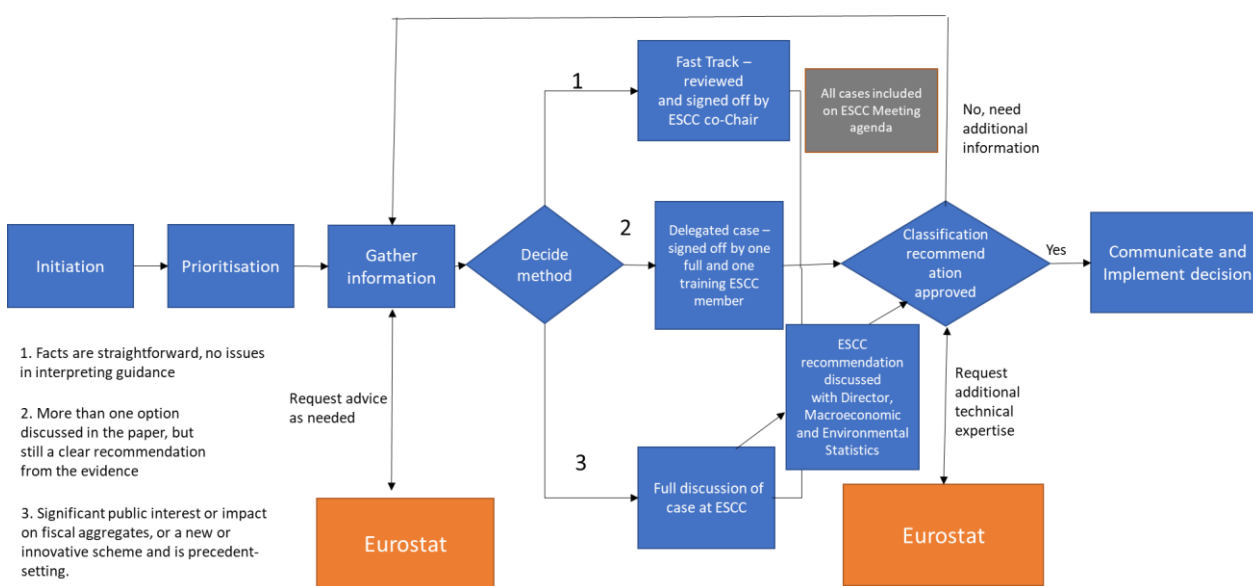 1
Fast Track –
reviewed
and signed off by
ESCC co-Chair
All cases included
on ESCC Meeting
agenda
No, need
additional
information
Initiation
Prioritisation
Gather
information
Decide
method
2
Delegated case –
signed off by one
full and one
training ESCC
member
Classification
recommend
ation
approved
Yes
Communicate and
Implement decision
1. Facts are straightforward, no issues
in interpreting guidance
2. More than one option
discussed in the paper, but
still a clear recommendation
from the evidence
3. Significant public interest or impact
on fiscal aggregates, or a new or
innovative scheme and is precedent-
setting.
Request advice
as needed
3
Full discussion of
case at ESCC
ESCC
recommendation
discussed
with Director,
Macroeconomic
and Environmental
Statistics
Request
additional
technical
expertise
Eurostat
Eurostat